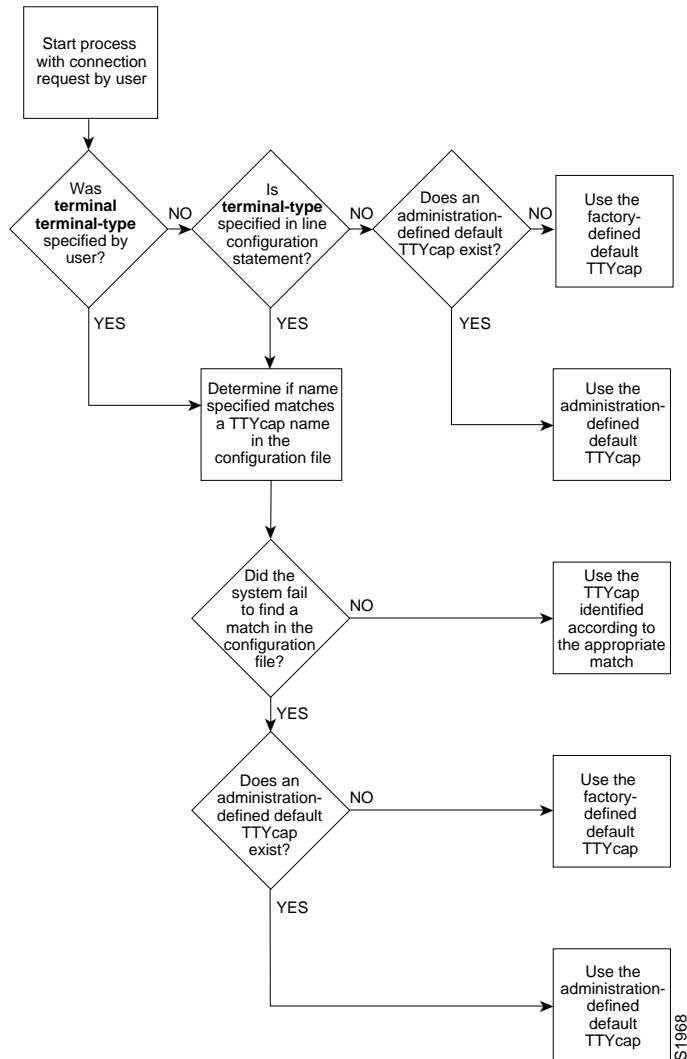 Start process
with connection
request by user
Was
terminal
terminal-type
specified by
user?
NO
Is
terminal-type
specified in line
configuration
statement?
NO
Does an
administration-
defined default
TTYcap exist?
NO
Use the
factory-
defined
default
TTYcap
YES
YES
YES
Determine if name
specified matches
a TTYcap name
in the
configuration file
Use the
administration-
defined
default
TTYcap
Did the
system fail
to find a
match in the
configuration
file?
NO
Use the
TTYcap
identified
according to
the appropriate
match
YES
Does an
administration-
defined default
TTYcap
exist?
NO
Use the
factory-
defined
default
TTYcap
YES
Use the
administration-
defined
default
TTYcap
S1968